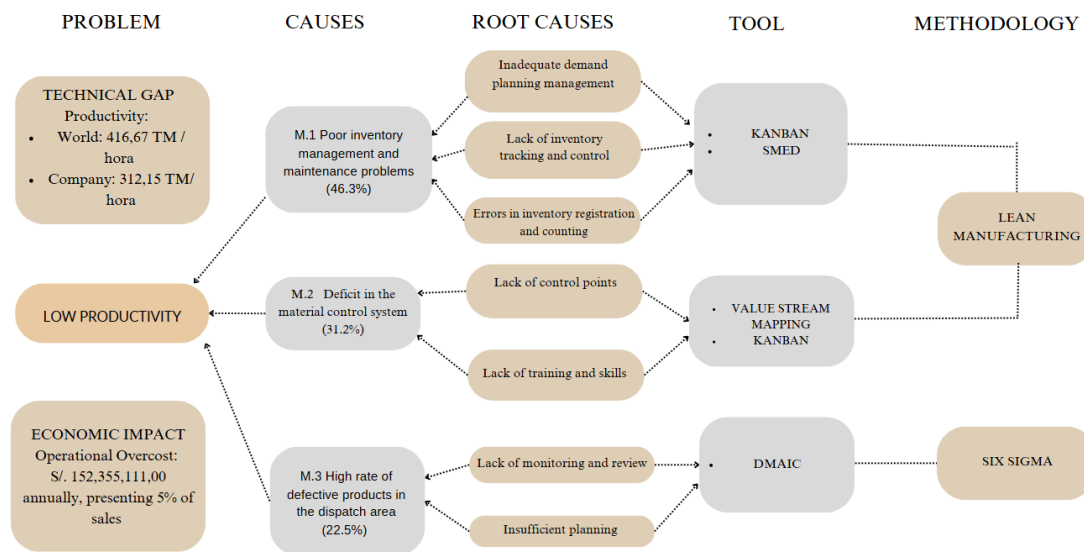 PROBLEM
CAUSES
ROOT CAUSES
TOOL
METHODOLOGY
TECHNICAL GAP
Productivity:
• World: 416,67 TM /
hora
• Company: 312,15 TM/
hora
LOW PRODUCTIVITY
ECONOMIC IMPACT
Operational Overcost:
S/. 152,355,111,00
annually, presenting 5% of
sales
M.1 Poor inventory
management and
maintenance problems
(46.3%)
M.2 Deficit in the
material control system
(31.2%)
M.3 High rate of
defective products in
the dispatch area
(22.5%)
Inadequate demand
planning management
Lack of inventory
tracking and control
Errors in inventory registration
and counting
Lack of control points
Lack of training and skills
Lack of monitoring and review
Insufficient planning
• KANBAN
• SMED
• VALUE STREAM
MAPPING
• KANBAN
• DMAIC
LEAN
MANUFACTURING
SIX SIGMA